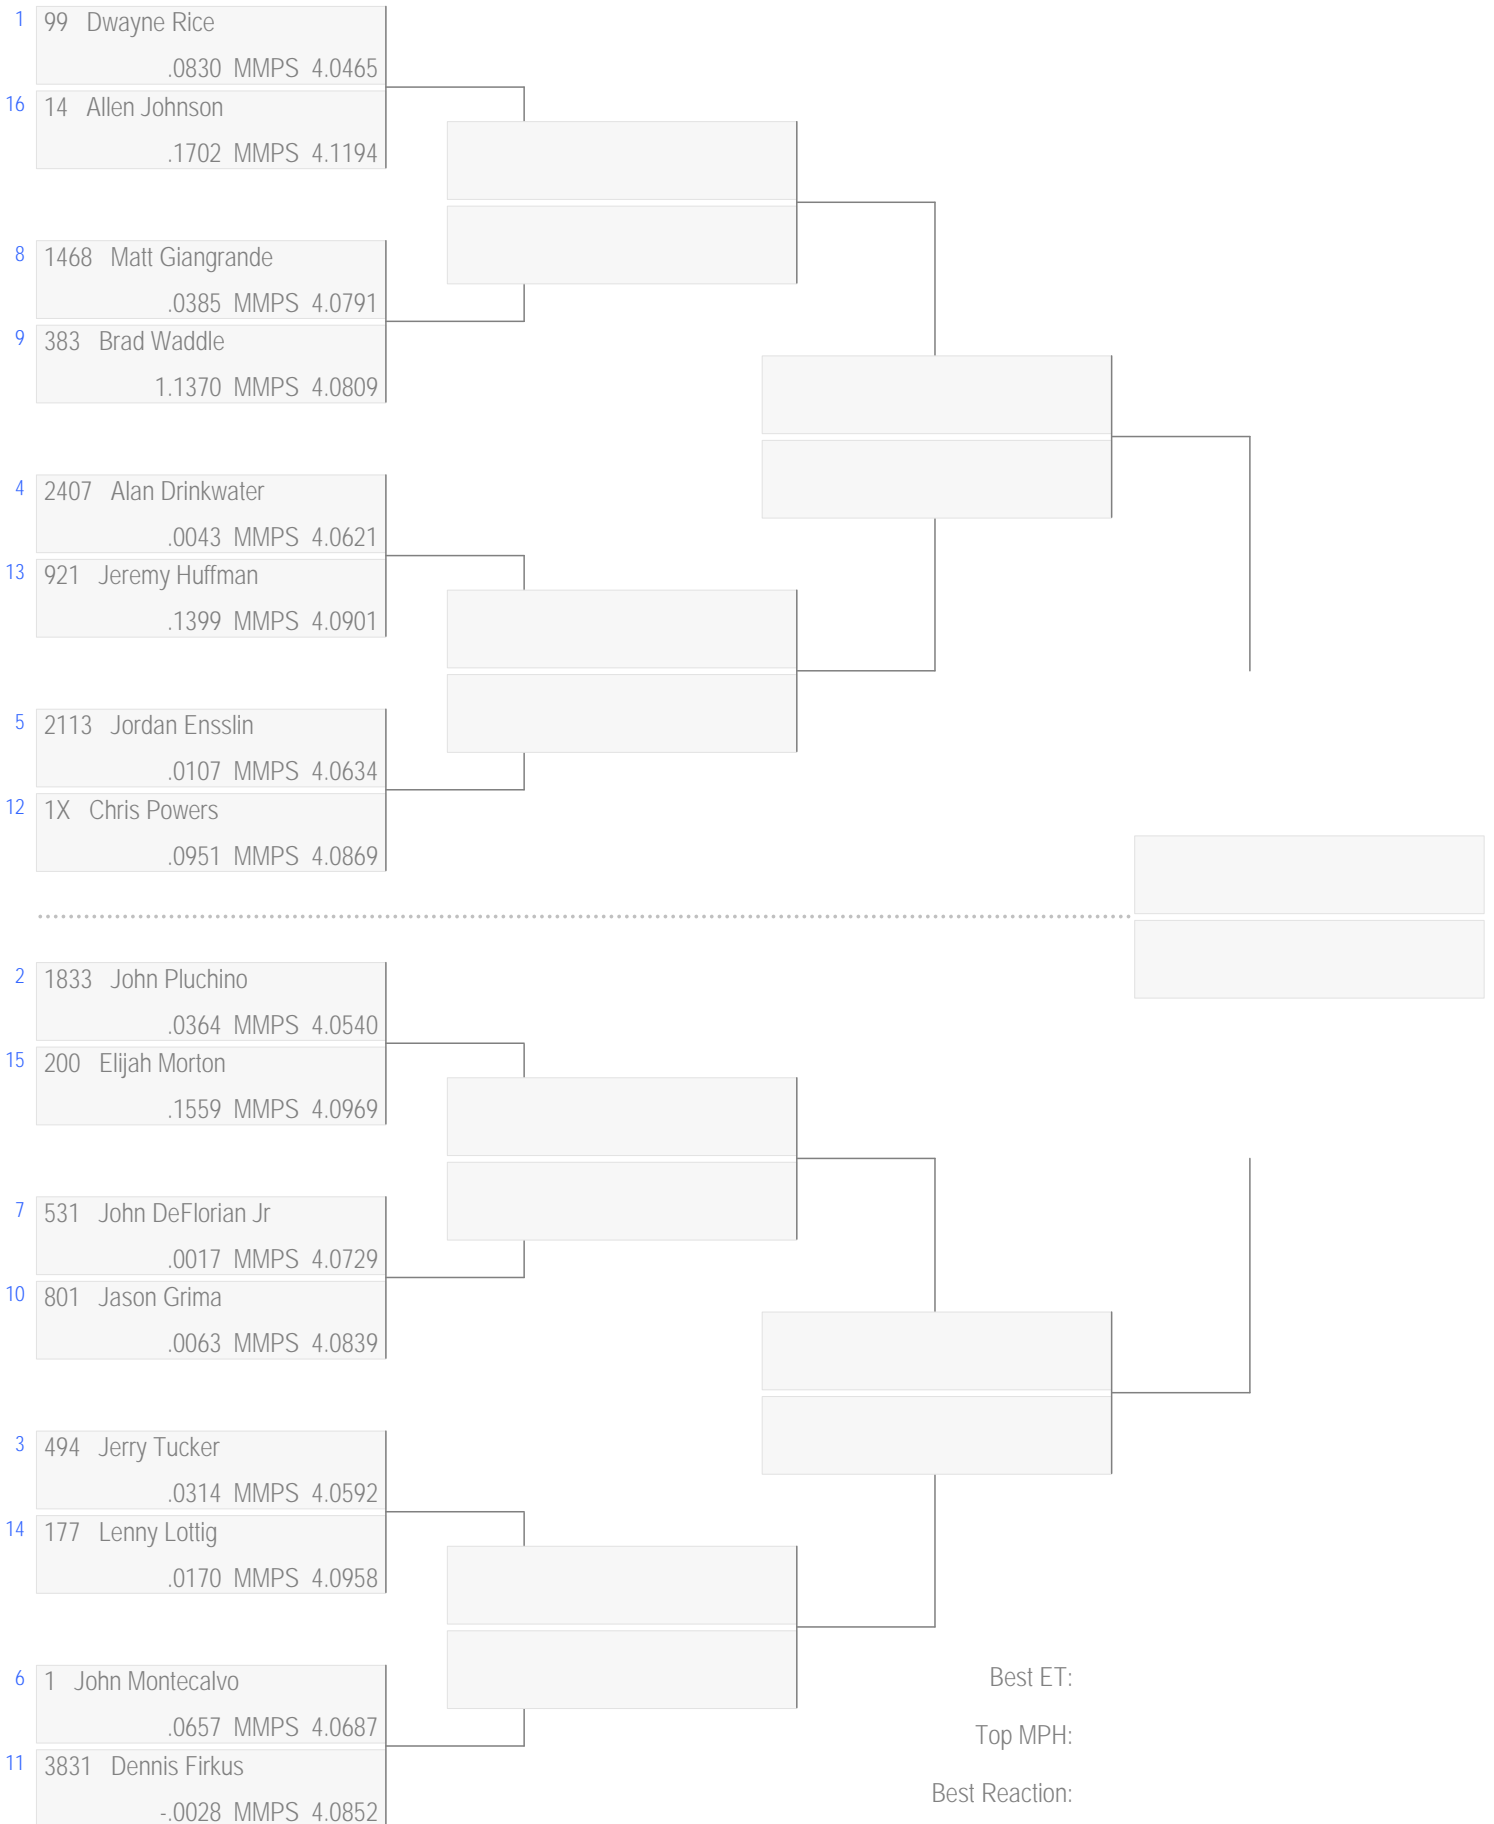 1 99 Dwayne Rice
.0830 MMPS 4.0465
16 14 Allen Johnson
.1702 MMPS 4.1194
8 1468 Matt Giangrande
.0385 MMPS 4.0791
9 383 Brad Waddle
1.1370 MMPS 4.0809
4 2407 Alan Drinkwater
.0043 MMPS 4.0621
13 921 Jeremy Huffman
.1399 MMPS 4.0901
5 2113 Jordan Ensslin
.0107 MMPS 4.0634
12 1X Chris Powers
.0951 MMPS 4.0869
2 1833 John Pluchino
.0364 MMPS 4.0540
15 200 Elijah Morton
.1559 MMPS 4.0969
7 531 John DeFlorian Jr
.0017 MMPS 4.0729
10 801 Jason Grima
.0063 MMPS 4.0839
3 494 Jerry Tucker
.0314 MMPS 4.0592
14 177 Lenny Lottig
.0170 MMPS 4.0958
6 1 John Montecalvo
.0657 MMPS 4.0687
11 3831 Dennis Firkus
-.0028 MMPS 4.0852
Best ET:
Top MPH:
Best Reaction: